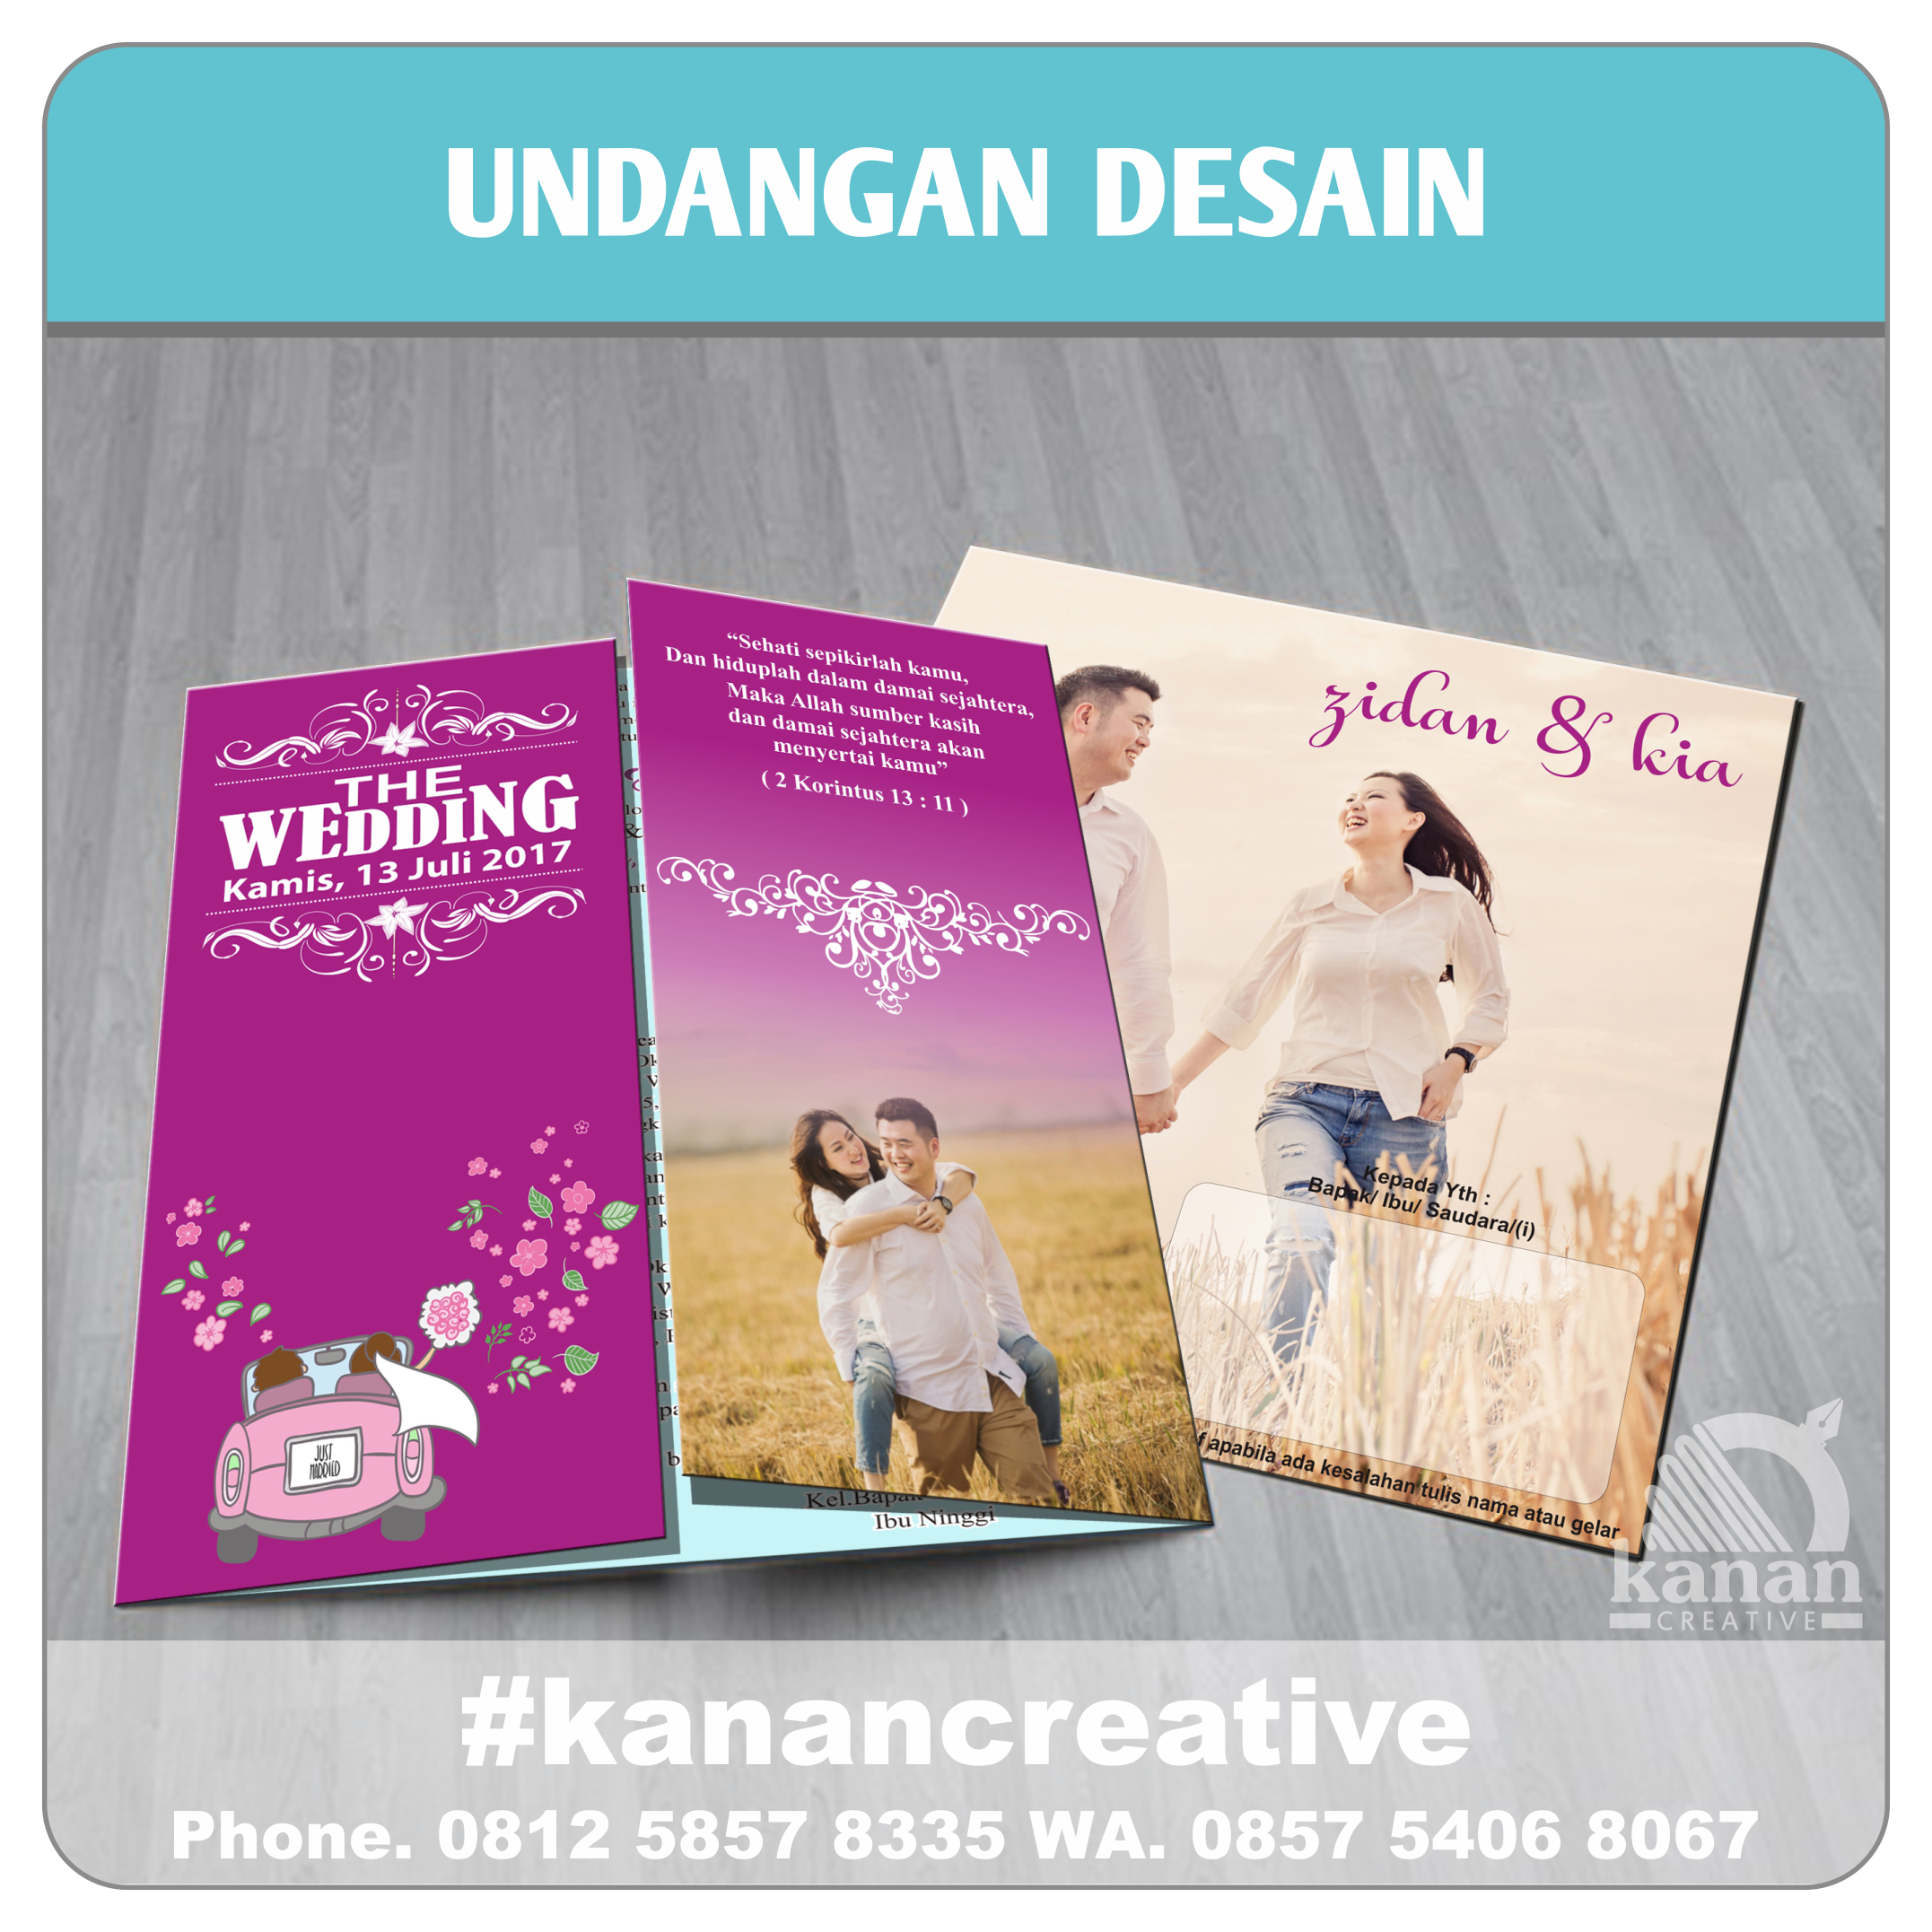 UNDANGAN DESAIN
THE
WEDDING
Kamis, 13 Juli 2017
JUST
MARRIED
“Sehati sepikirlah kamu,
Dan hiduplah dalam damai sejahtera,
Maka Allah sumber kasih
dan damai sejahtera akan
menyertai kamu”
( 2 Korintus 13 : 11 )
Kel.Bapak
Ibu Ninggi
zidan & kia
Kepada Yth :
Bapak/ Ibu/ Saudara/(i)
apabila ada kesalahan tulis nama atau gelar
kanan
CREATIVE
#kanancreative
Phone. 0812 5857 8335 WA. 0857 5406 8067